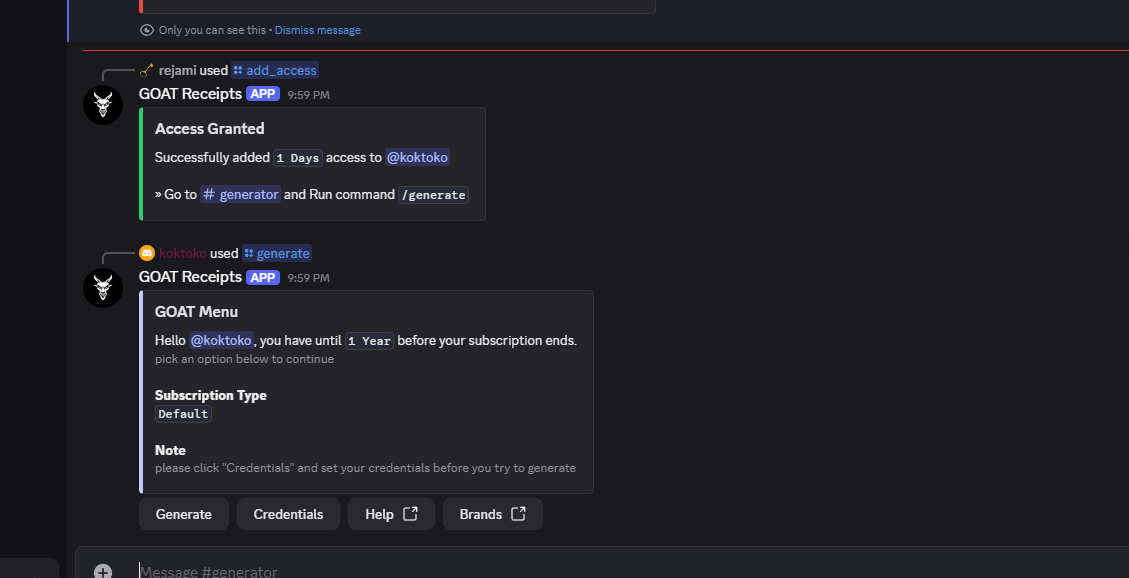 Only you can see this • Dismiss message
rejami used add_access
GOAT Receipts APP 9:59 PM
Access Granted
Successfully added 1 Days access to @koktoko
» Go to # generator and Run command /generate
koktoko used generate
GOAT Receipts APP 9:59 PM
GOAT Menu
Hello @koktoko, you have until 1 Year before your subscription ends.
pick an option below to continue
Subscription Type
Default
Note
please click "Credentials" and set your credentials before you try to generate
Generate Credentials Help Brands
Message #generator